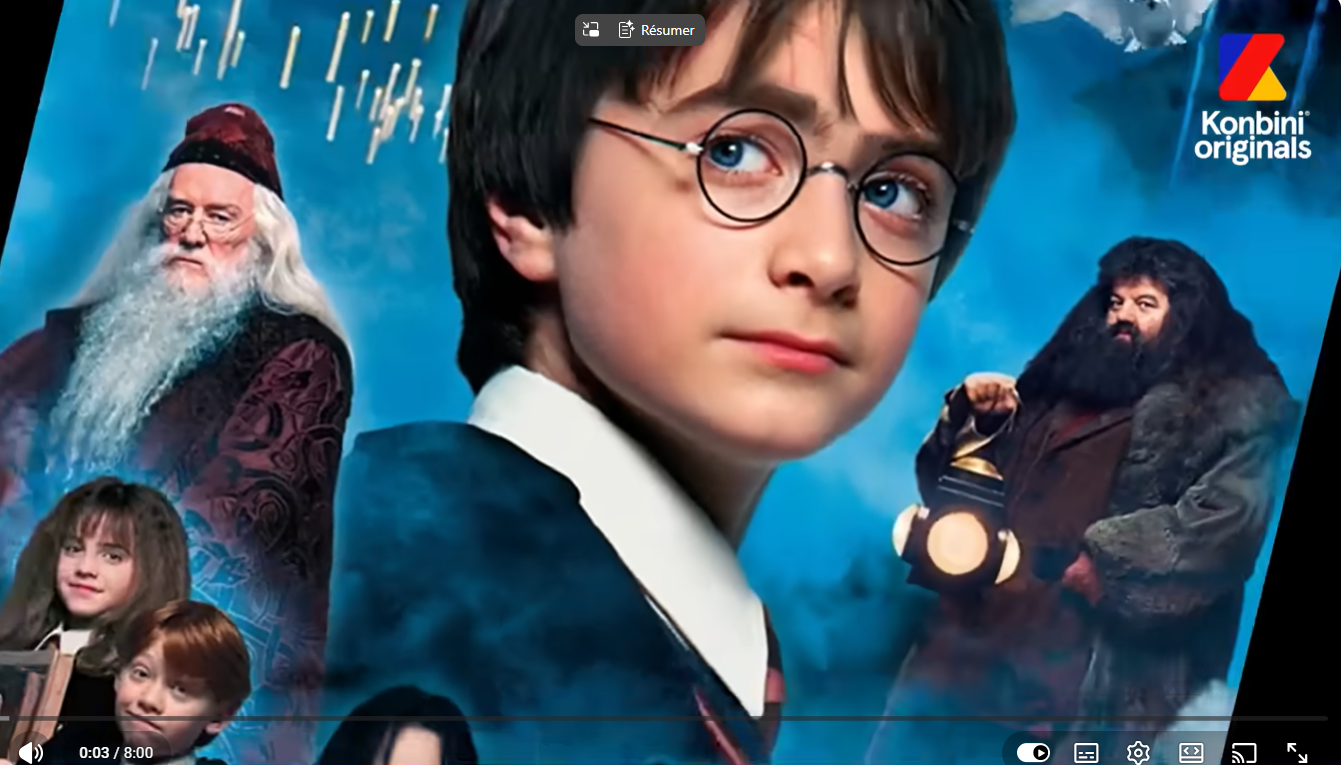 Résumer
Konbini
originals
0:03 / 8:00